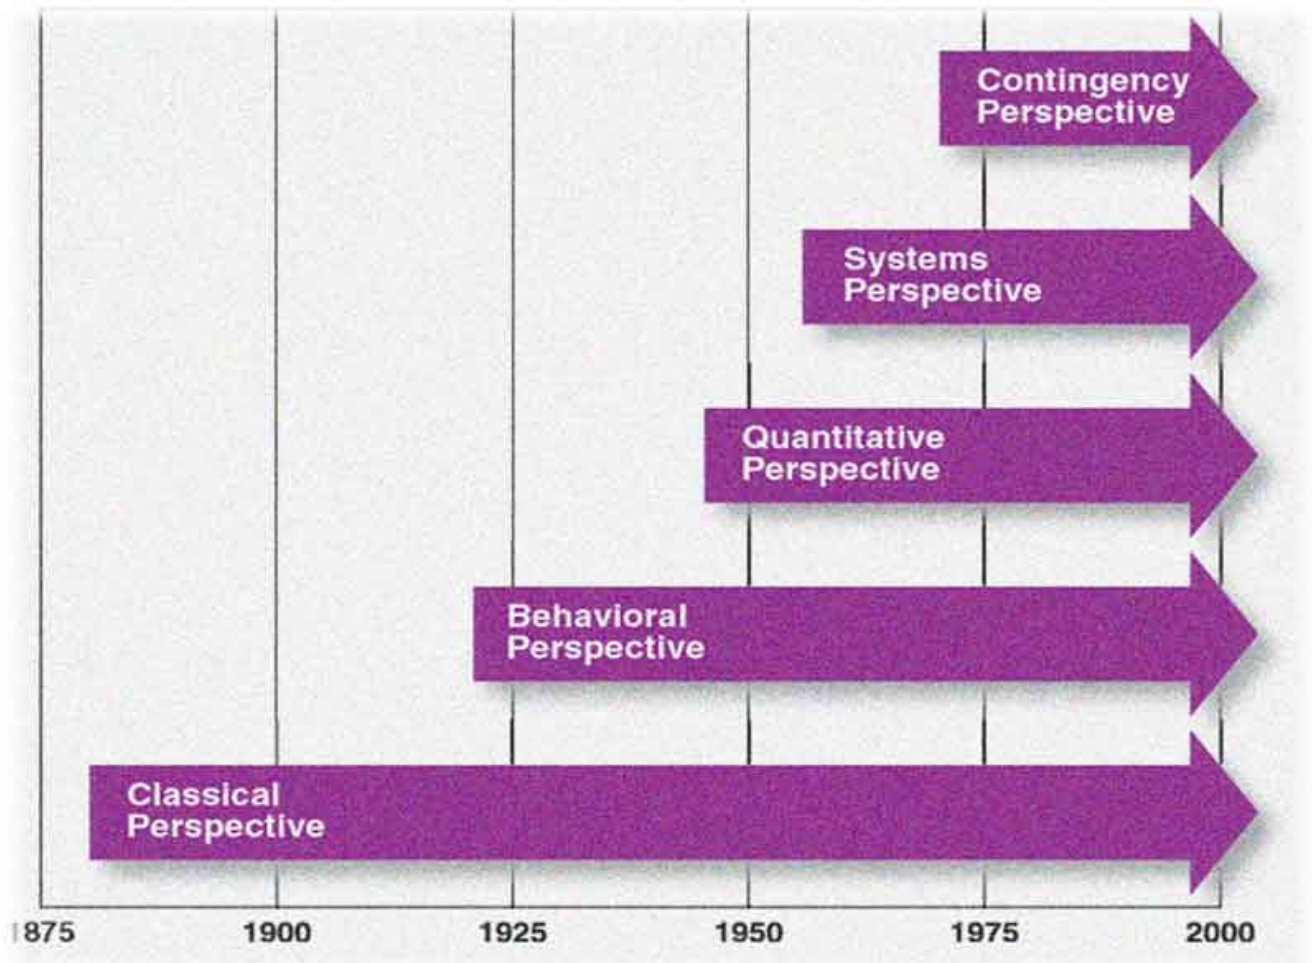 Contingency
Perspective
Systems
Perspective
Quantitative
Perspective
Behavioral
Perspective
Classical
Perspective
1875 1900 1925 1950 1975 2000